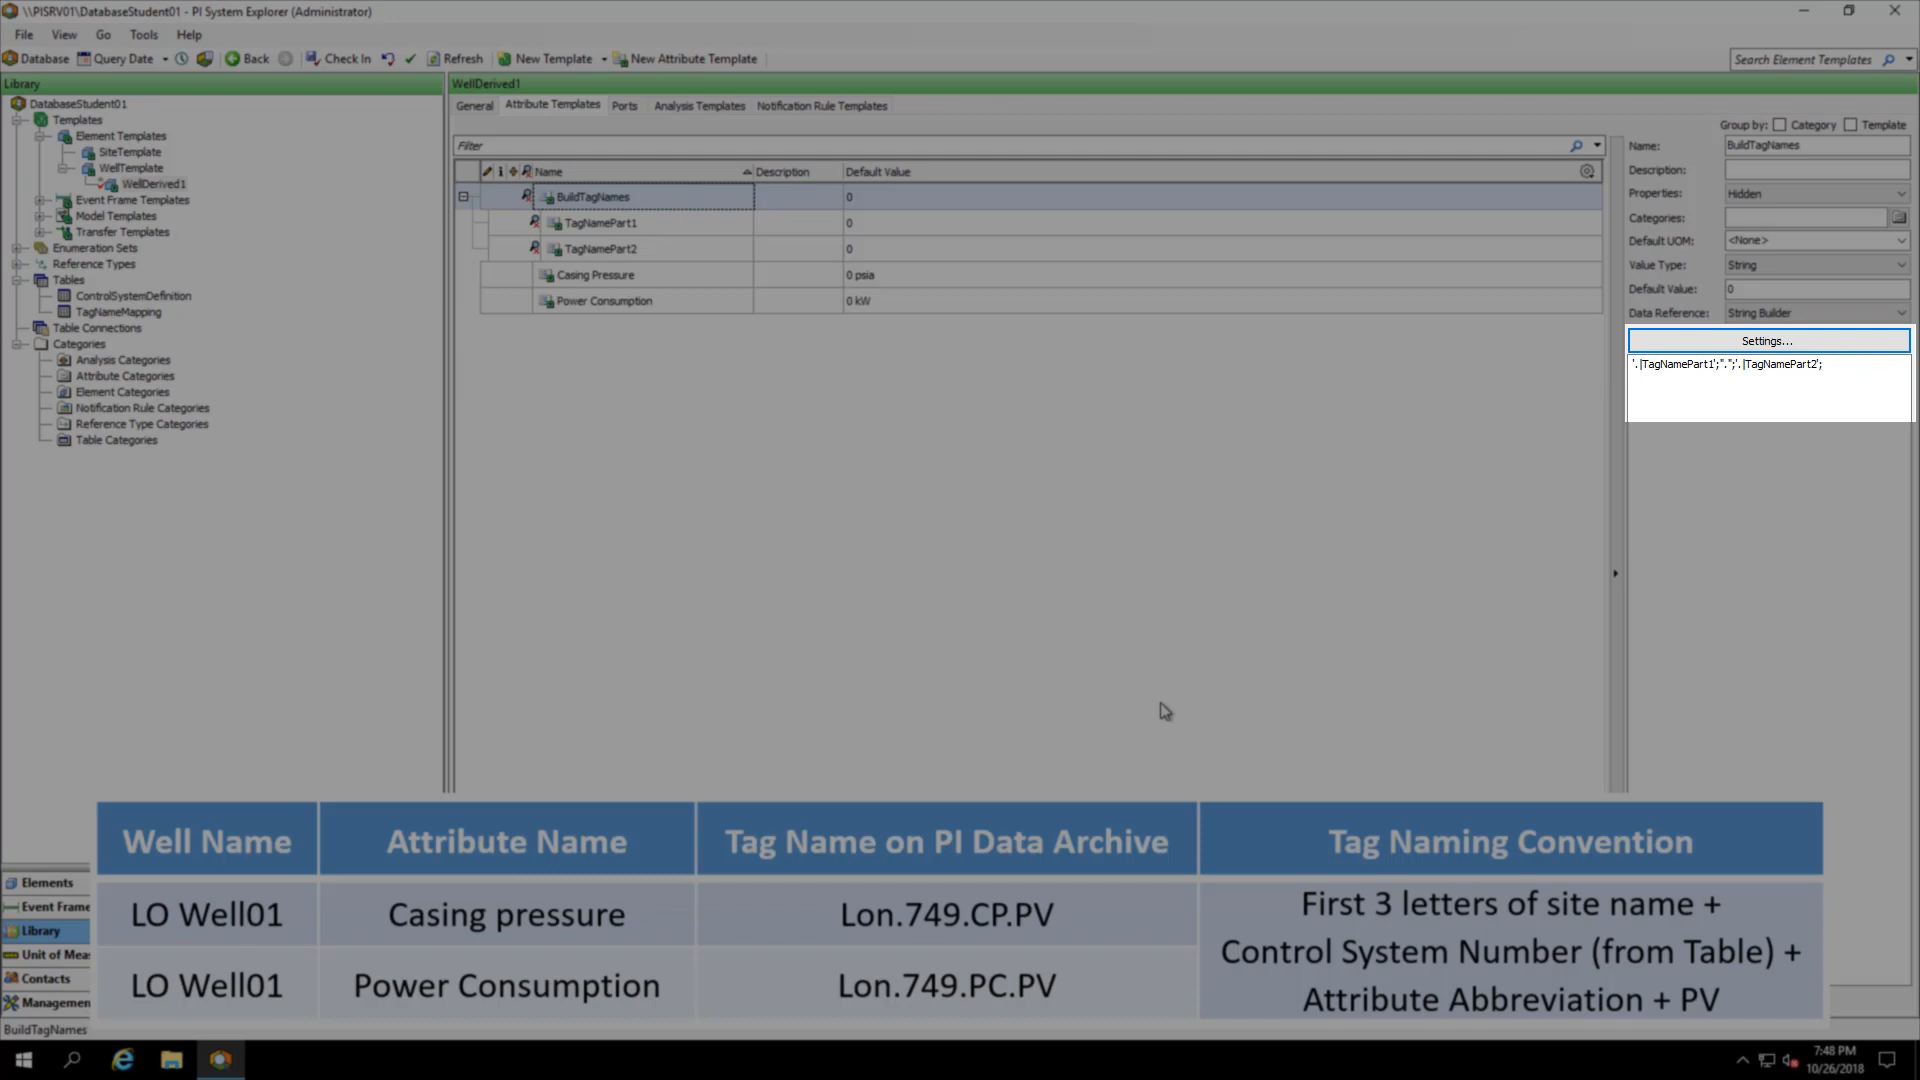 \\PISRV01\DatabaseStudent01 - PI System Explorer (Administrator)
File View Go Tools Help
Database Query Date Back Check In Refresh New Template New Attribute Template Search Element Templates
Library
DatabaseStudent01
Templates
Element Templates
SiteTemplate
WellTemplate
WellDerived1
Event Frame Templates
Model Templates
Transfer Templates
Enumeration Sets
Reference Types
Tables
ControlSystemDefinition
TagNameMapping
Table Connections
Categories
Analysis Categories
Attribute Categories
Element Categories
Notification Rule Categories
Reference Type Categories
Table Categories
WellDerived1
General Attribute Templates Ports Analysis Templates Notification Rule Templates
Group by: Category Template
Filter
Name Description Default Value
BuildTagNames 0
TagNamePart1 0
TagNamePart2 0
Casing Pressure 0 psia
Power Consumption 0 kW
Name: BuildTagNames
Description:
Properties: Hidden
Categories:
Default UOM: <None>
Value Type: String
Default Value: 0
Data Reference: String Builder
Settings...
'.|TagNamePart1';".";'.|TagNamePart2';
Elements
Event Frame
Library
Unit of Mea
Contacts
Managemen
BuildTagNames
Well Name Attribute Name Tag Name on PI Data Archive Tag Naming Convention
LO Well01 Casing pressure Lon.749.CP.PV
LO Well01 Power Consumption Lon.749.PC.PV
First 3 letters of site name +
Control System Number (from Table) +
Attribute Abbreviation + PV
7:48 PM
10/26/2018